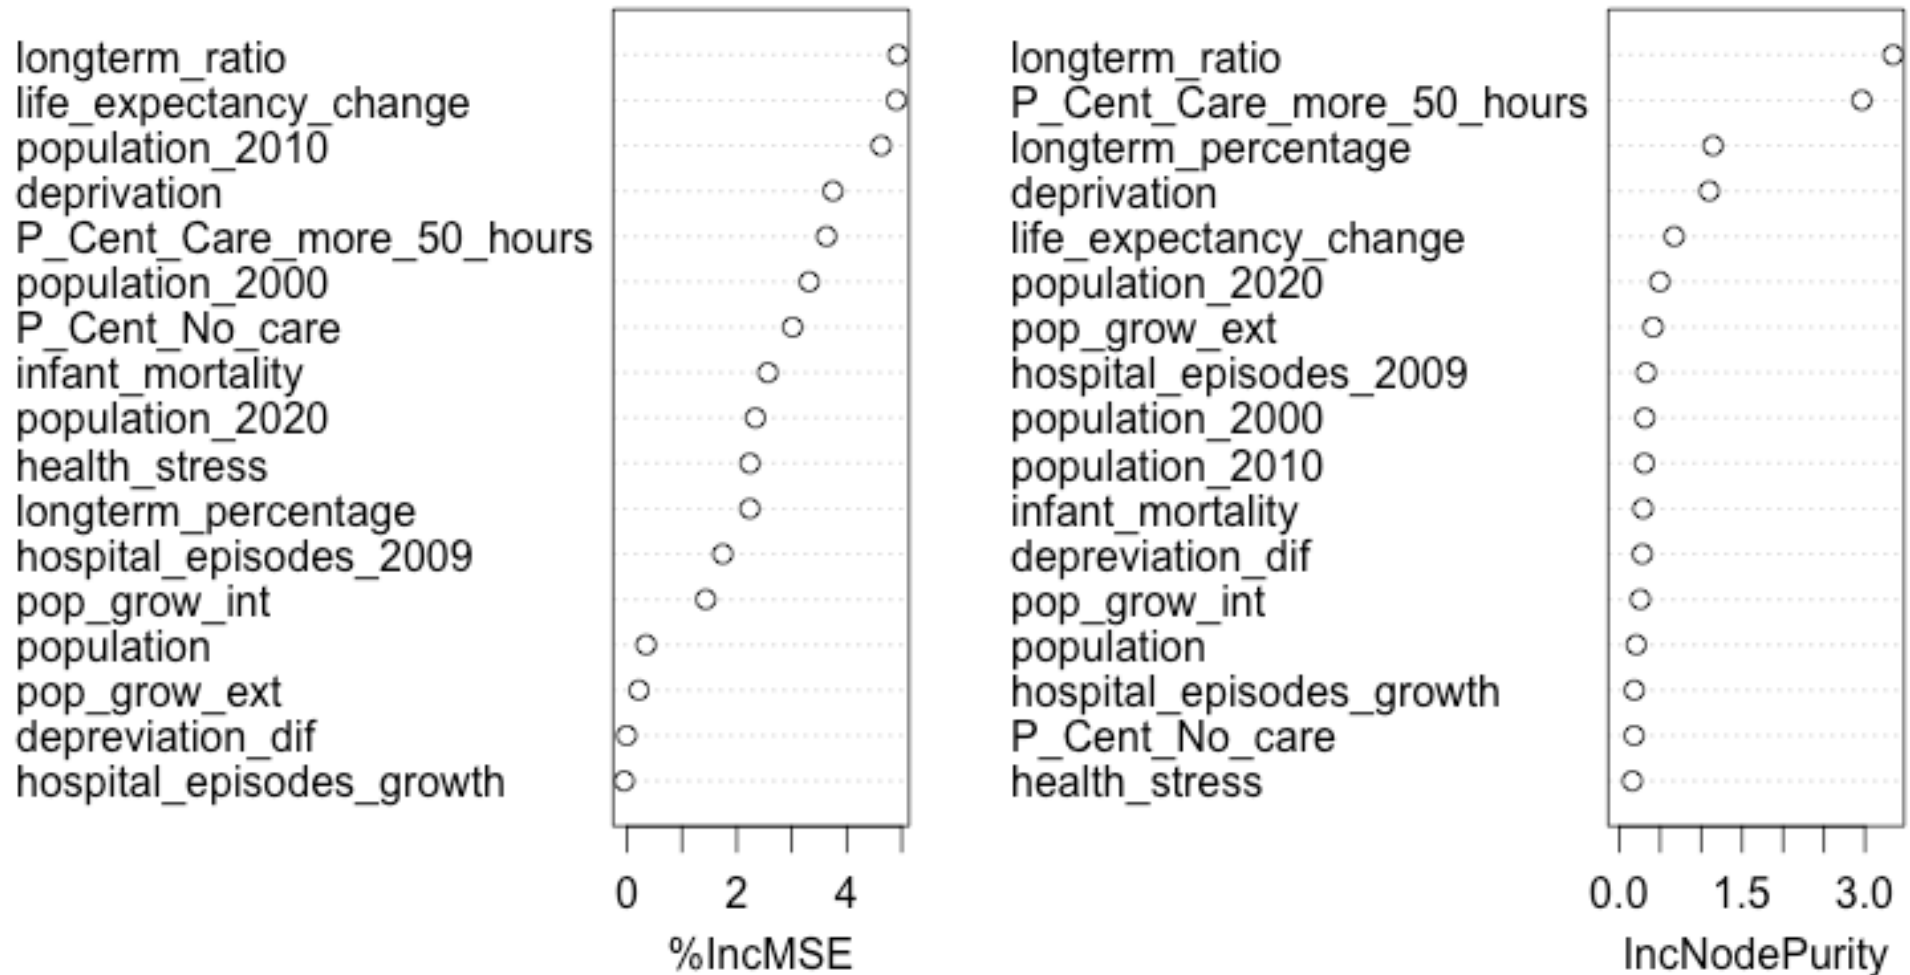 longterm_ratio
life_expectancy_change
population_2010
deprivation
P_Cent_Care_more_50_hours
population_2000
P_Cent_No_care
infant_mortality
population_2020
health_stress
longterm_percentage
hospital_episodes_2009
pop_grow_int
population
pop_grow_ext
depreviation_dif
hospital_episodes_growth
0 2 4
%IncMSE
longterm_ratio
P_Cent_Care_more_50_hours
longterm_percentage
deprivation
life_expectancy_change
population_2020
pop_grow_ext
hospital_episodes_2009
population_2000
population_2010
infant_mortality
depreviation_dif
pop_grow_int
population
hospital_episodes_growth
P_Cent_No_care
health_stress
0.0 1.5 3.0
IncNodePurity